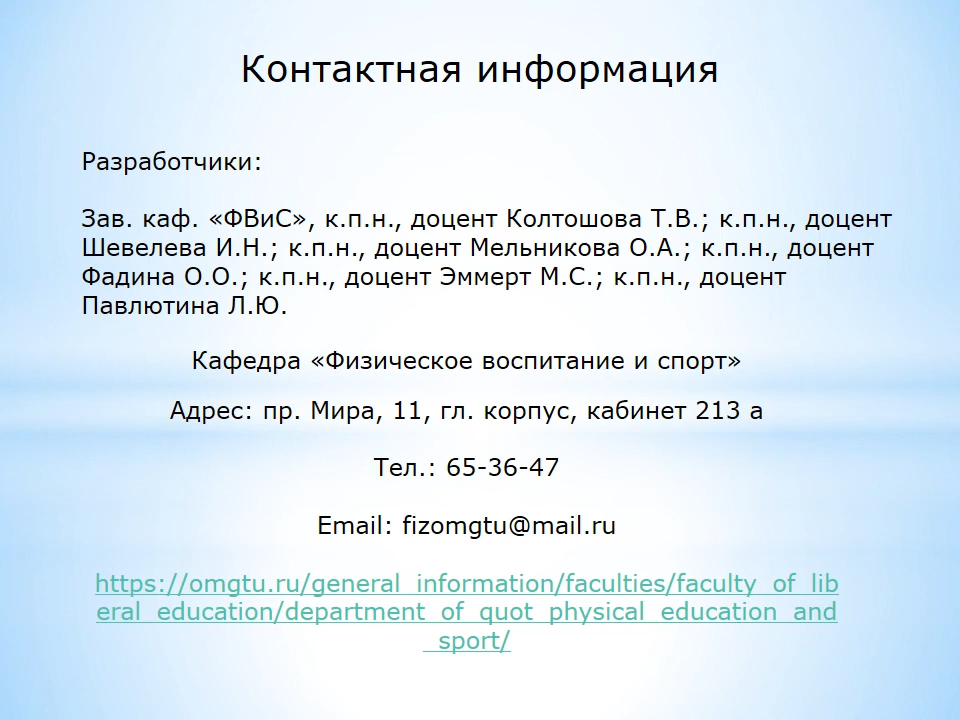 Контактная информация
Разработчики:
Зав. каф. «ФВиС», к.п.н., доцент Колтошова Т.В.; к.п.н., доцент
Шевелева И.Н.; к.п.н., доцент Мельникова О.А.; к.п.н., доцент
Фадина О.О.; к.п.н., доцент Эммерт М.С.; к.п.н., доцент
Павлютина Л.Ю.
Кафедра «Физическое воспитание и спорт»
Адрес: пр. Мира, 11, гл. корпус, кабинет 213 а
Тел.: 65-36-47
Email: fizomgtu@mail.ru
https://omgtu.ru/general_information/faculties/faculty_of_lib
eral_education/department_of_quot_physical_education_and
_sport/